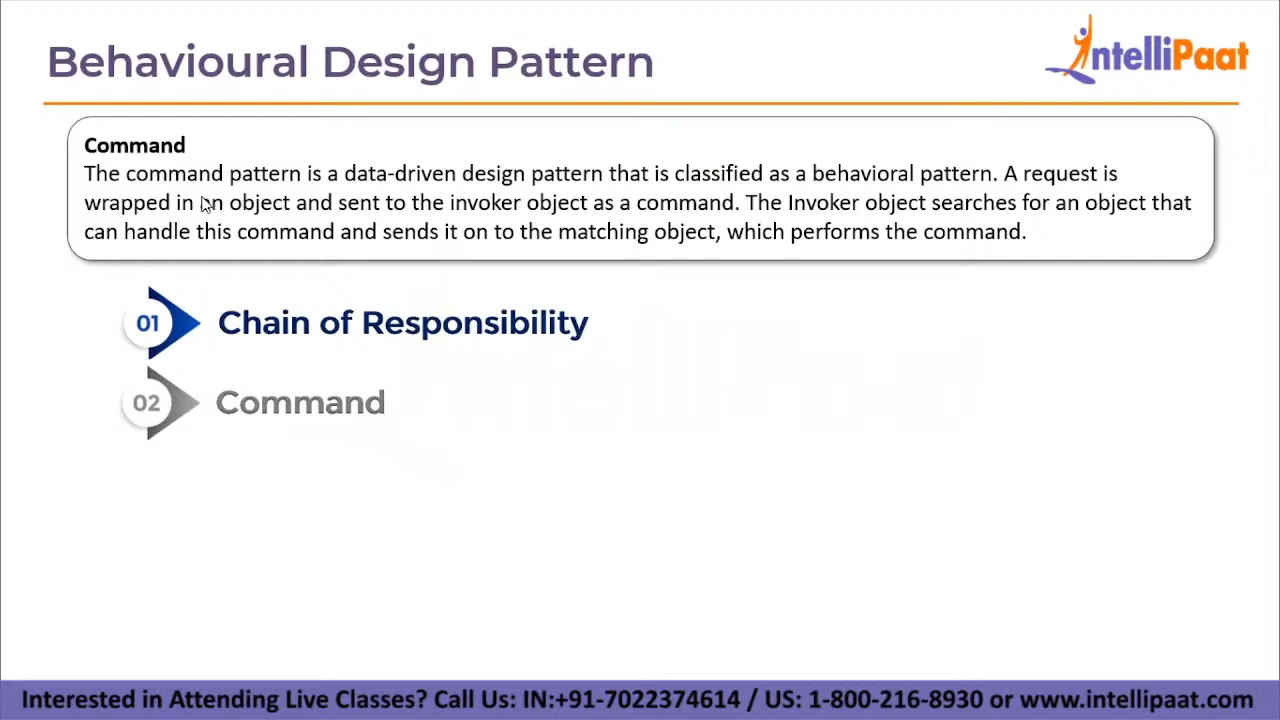 Behavioural Design Pattern
IntelliPaat
Command
The command pattern is a data-driven design pattern that is classified as a behavioral pattern. A request is
wrapped in an object and sent to the invoker object as a command. The Invoker object searches for an object that
can handle this command and sends it on to the matching object, which performs the command.
01 Chain of Responsibility
02 Command
Interested in Attending Live Classes? Call Us: IN:+91-7022374614 / US: 1-800-216-8930 or www.intellipaat.com